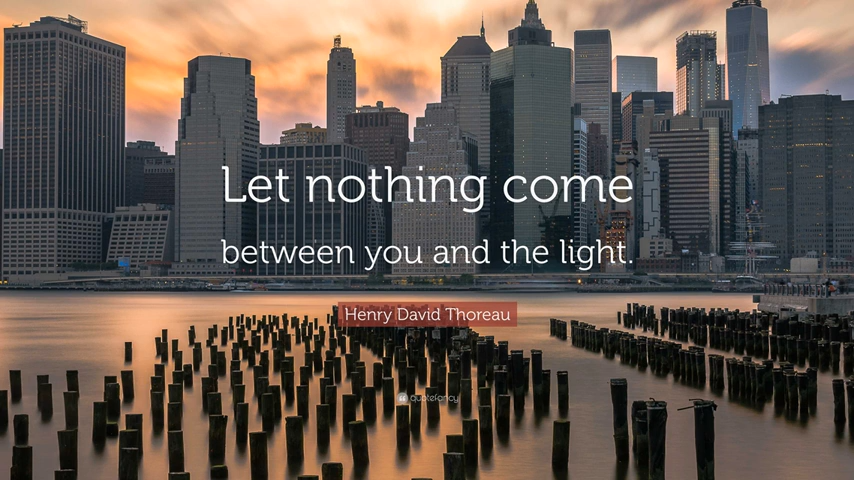 Let nothing come
between you and the light.
Henry David Thoreau
quotefancy